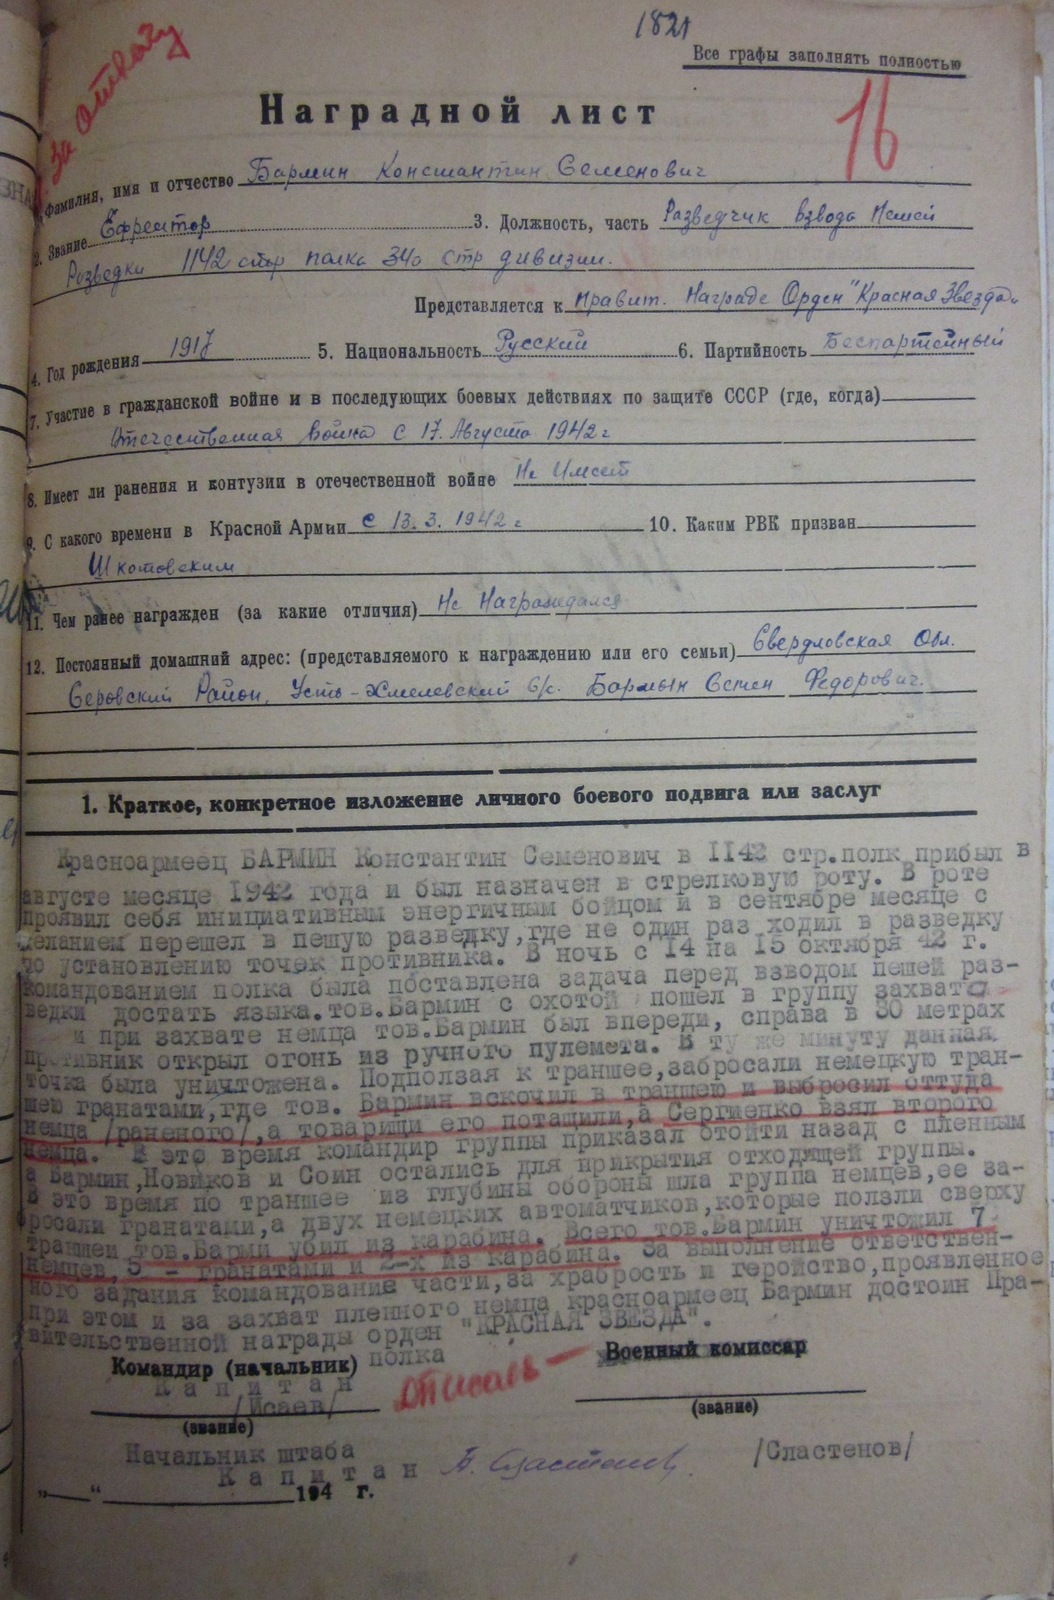 1821
Все графы заполнять полностью
16
Наградной лист
Фамилия, имя и отчество Бармин Константин Семенович
2. Звание Ефрейтор 3. Должность, часть Разведчик взвода Пешей
Розведки 1142 стр полка 340 стр дивизии.
Представляется к правит. Награде Орден "Красная Звезда"
4. Год рождения 1917 5. Национальность Русский 6. Партийность Беспартейный
7. Участие в гражданской войне и в последующих боевых действиях по защите СССР (где, когда)
Отечественная война с 17. Августа 1942 г
8. Имеет ли ранения и контузии в отечественной войне Не Имеет
9. С какого времени в Красной Армии с 13.3.1942 г 10. Каким РВК призван
Шкотовским
11. Чем ранее награжден (за какие отличия) Не Награждался
12. Постоянный домашний адрес: (представляемого к награждению или его семьи) Свердловская Обл.
Серовский Район, Усть-Хмелевский с/с. Бармын Семен Федорович.
1. Краткое, конкретное изложение личного боевого подвига или заслуг
Красноармеец БАРМИН Константин Семенович в 1142 стр.полк прибыл в
августе месяце 1942 года и был назначен в стрелковую роту. В роте
проявил себя инициативным энергичным бойцом и в сентябре месяце с
желанием перешел в пешую разведку,где не один раз ходил в разведку
по установлению точек противника. В ночь с 14 на 15 октября 42 г.
командованием полка была поставлена задача перед взводом пешей раз-
ведки достать языка.тов.Бармин с охотой пошел в группу захвата
и при захвате немца тов.Бармин был впереди, справа в 30 метрах
противник открыл огонь из ручного пулемета. В ту же минуту данная
точка была уничтожена. Подползая к траншее,забросали немецкую тран-
шею гранатами,где тов. Бармин вскочил в траншею и выбросил оттуда
немца /раненого/,а товарищи его потащили,а Сергиенко взял второго
немца. В это время командир группы приказал отойти назад с пленным
а Бармин,Новиков и Соин остались для прикрытия отходящей группы.
В это время по траншее из глубины обороны шла группа немцев,ее за-
бросали гранатами,а двух немецких автоматчиков,которые ползли сверху
траншеи тов.Барми убил из карабина. Всего тов.Бармин уничтожил 7
немцев, 5 - гранатами и 2-х из карабина. За выполнение ответствен-
ного задания командование части,за храбрость и геройство,проявленное
при этом и за захват пленного немца красноармеец Бармин достоин Пра-
вительственной награды орден "КРАСНАЯ ЗВЕЗДА".
Командир (начальник) полка Военный комиссар
Капитан
/Исаев/
(звание) (звание)
Начальник штаба /Сластенов/
Капитан
"__" ______ 194 г.